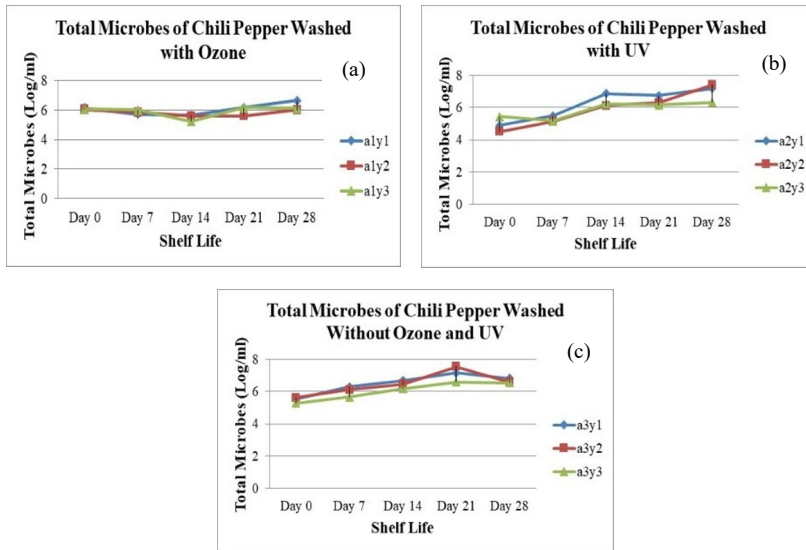 Total Microbes of Chili Pepper Washed
with Ozone
(a)
Total Microbes (Log/ml)
8
6
4
2
0
a1y1
a1y2
a1y3
Day 0 Day 7 Day 14 Day 21 Day 28
Shelf Life
Total Microbes of Chili Pepper Washed
with UV
(b)
Total Microbes (Log/ml)
8
6
4
2
0
a2y1
a2y2
a2y3
Day 0 Day 7 Day 14 Day 21 Day 28
Shelf Life
Total Microbes of Chili Pepper Washed
Without Ozone and UV
(c)
Total Microbes (Log/ml)
8
6
4
2
0
a3y1
a3y2
a3y3
Day 0 Day 7 Day 14 Day 21 Day 28
Shelf Life